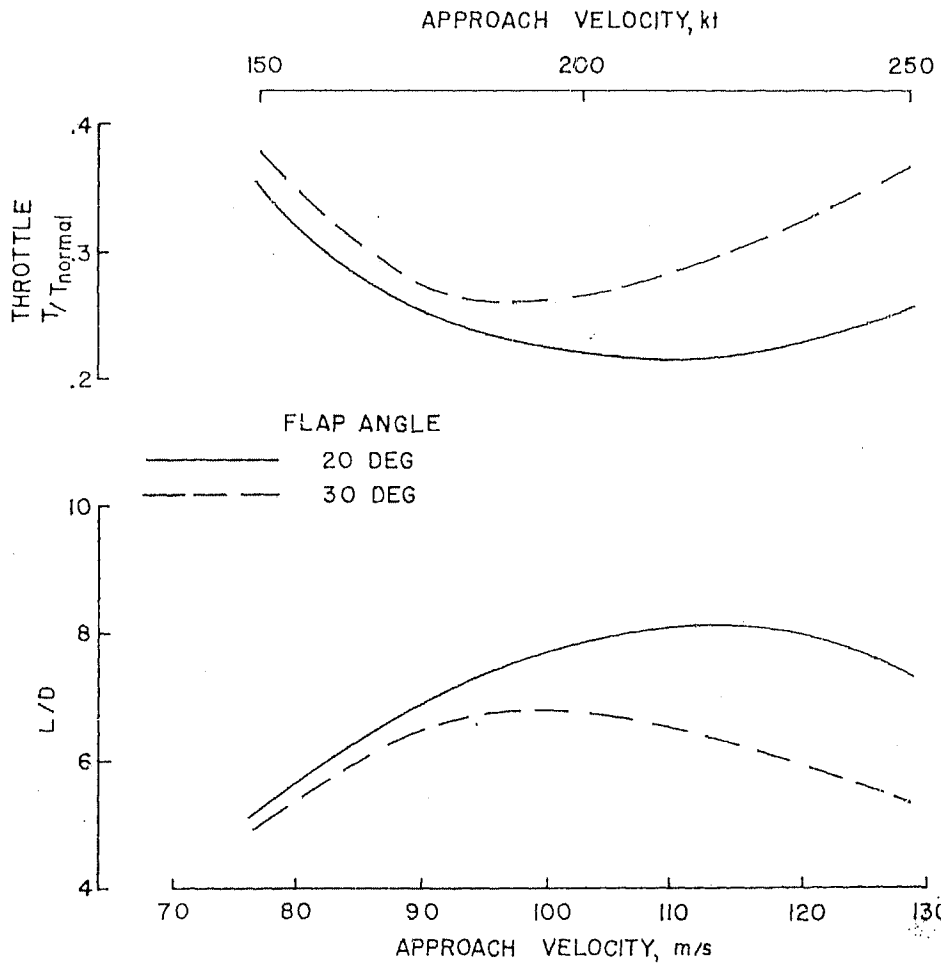 APPROACH VELOCITY, kt
150 200 250
.4
.3
.2
THROTTLE
T/T normal
FLAP ANGLE
20 DEG
30 DEG
10
8
6
4
L/D
70 80 90 100 110 120 130
APPROACH VELOCITY, m/s